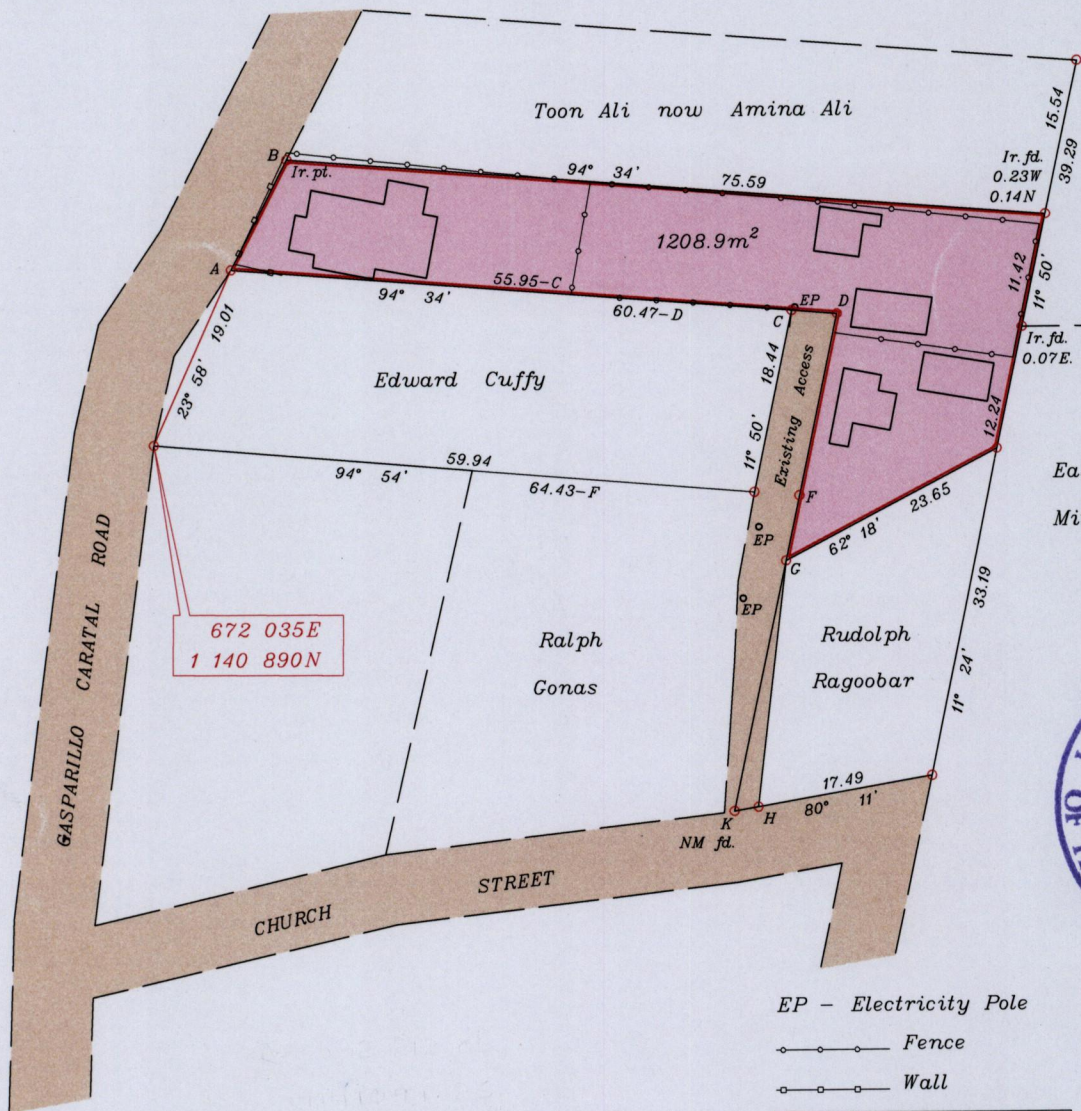 Toon Ali now Amina Ali
15.54
39.29
Ir. fd.
0.23W
0.14N
B
Ir. pt.
94° 34'
75.59
1208.9m²
11.42
11° 50'
A
55.95-C
94° 34'
60.47-D
EP
D
C
Ir. fd.
0.07E.
19.01
23° 58'
Edward Cuffy
18.44
11° 50'
Existing Access
12.24
59.94
94° 54'
64.43-F
F
23.65
62° 18'
EP
G
EP
Ea
Mi
33.19
11° 24'
672 035E
1 140 890N
Ralph
Gonas
Rudolph
Ragoobar
GASPARILLO CARATAL ROAD
17.49
80° 11'
K
H
NM fd.
CHURCH STREET
OF
EP - Electricity Pole
Fence
Wall